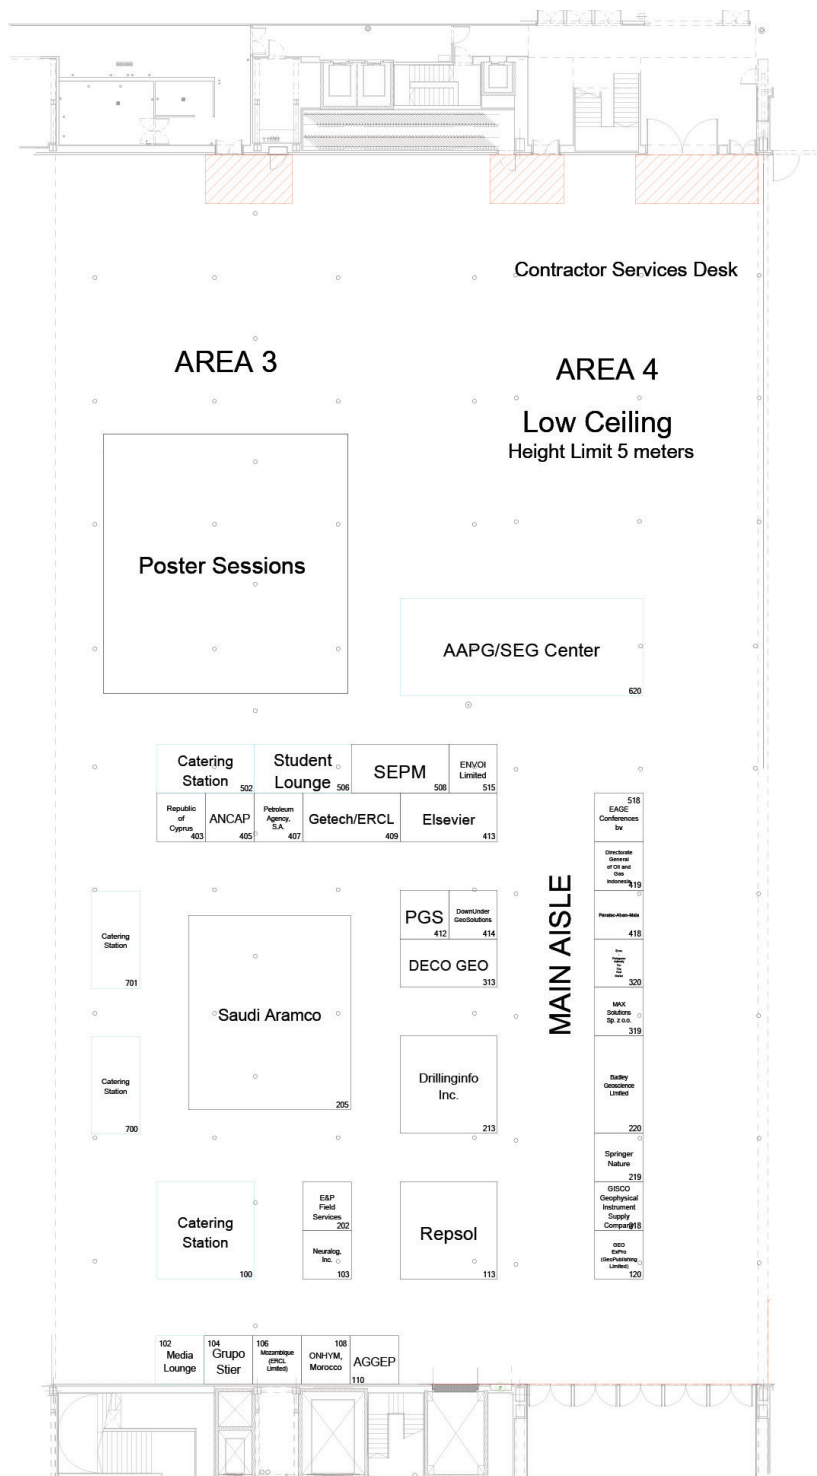 Contractor Services Desk
AREA 3
AREA 4
Low Ceiling
Height Limit 5 meters
Poster Sessions
AAPG/SEG Center
620
Catering
Station
502
Student
Lounge
506
SEPM
508
ENVOI
Limited
515
Republic
of
Cyprus
403
ANCAP
405
Petroleum
Agency,
S.A.
407
Getech/ERCL
409
Elsevier
413
518
EAGE
Conferences
bv
Directorate
General
of Oil and
Gas
Indonesia
419
MAIN AISLE
Catering
Station
701
Saudi Aramco
205
PGS
412
DownUnder
GeoSolutions
414
418
DECO GEO
313
320
MAX
Solutions
Sp. z o.o.
319
Catering
Station
700
Drillinginfo
Inc.
213
Badley
Geoscience
Limited
220
Springer
Nature
219
Catering
Station
100
E&P
Field
Services
202
Neuralog,
Inc.
103
Repsol
113
GISCO
Geophysical
Instrument
Supply
Company
218
GEO
ExPro
(GeoPublishing
Limited)
120
102
Media
Lounge
104
Grupo
Stier
106
Mozambique
(ERCL
Limited)
108
ONHYM,
Morocco
AGGEP
110